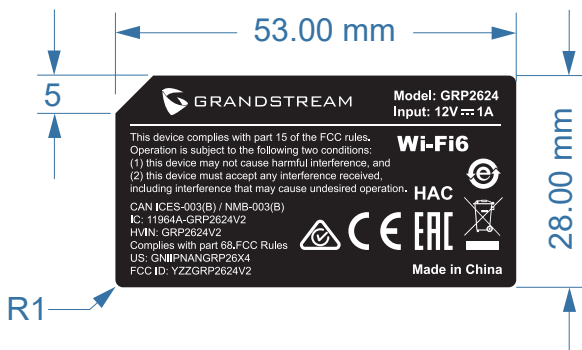 53.00 mm
5
GRANDSTREAM
Model: GRP2624
Input: 12V⎓1A
This device complies with part 15 of the FCC rules.
Operation is subject to the following two conditions:
(1) this device may not cause harmful interference, and
(2) this device must accept any interference received,
including interference that may cause undesired operation.
Wi-Fi6
HAC
CAN ICES-003(B) / NMB-003(B)
IC: 11964A-GRP2624V2
HVIN: GRP2624V2
Complies with part 68.FCC Rules
US: GNIIPNANGRP26X4
FCC ID: YZZGRP2624V2
CE EAC
Made in China
28.00 mm
R1